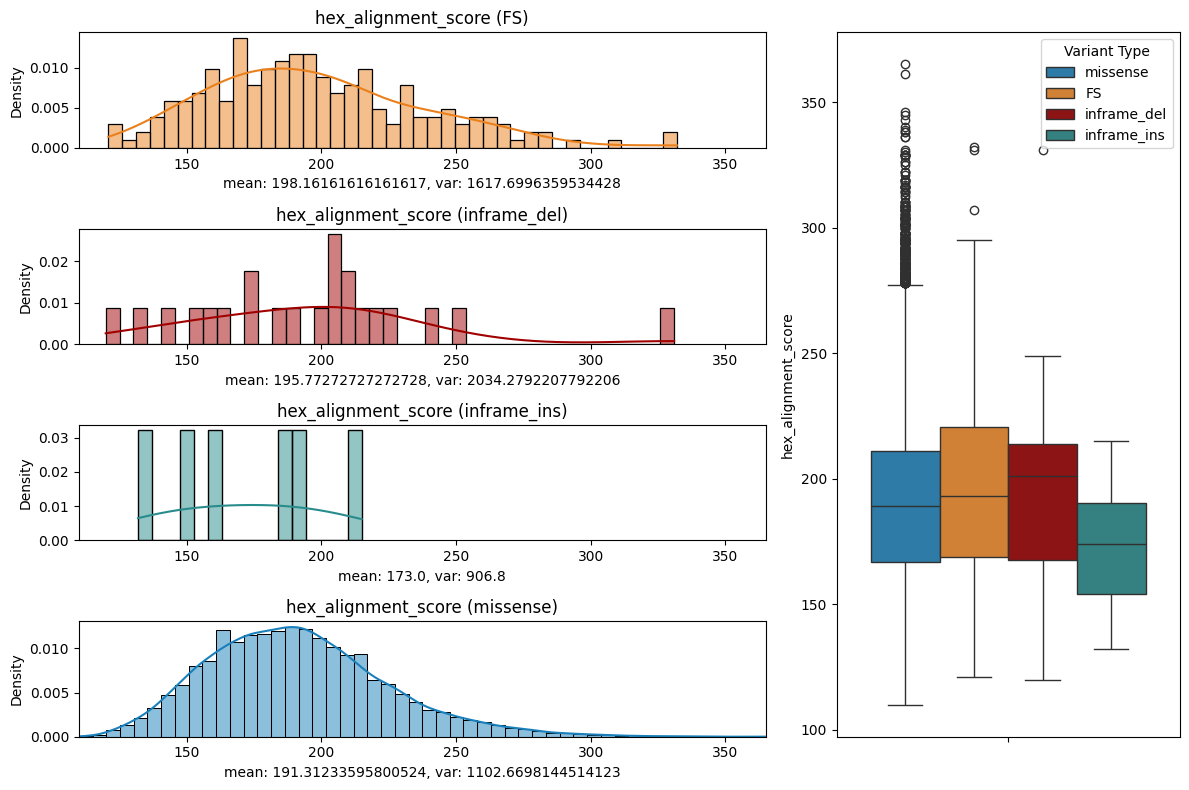 hex_alignment_score (FS)
Density
0.010
0.005
0.000
150 200 250 300 350
mean: 198.16161616161617, var: 1617.6996359534428
hex_alignment_score (inframe_del)
Density
0.02
0.01
0.00
150 200 250 300 350
mean: 195.77272727272728, var: 2034.2792207792206
hex_alignment_score (inframe_ins)
Density
0.03
0.02
0.01
0.00
150 200 250 300 350
mean: 173.0, var: 906.8
hex_alignment_score (missense)
Density
0.010
0.005
0.000
150 200 250 300 350
mean: 191.31233595800524, var: 1102.6698144514123
hex_alignment_score
350
300
250
200
150
100
Variant Type
missense
FS
inframe_del
inframe_ins